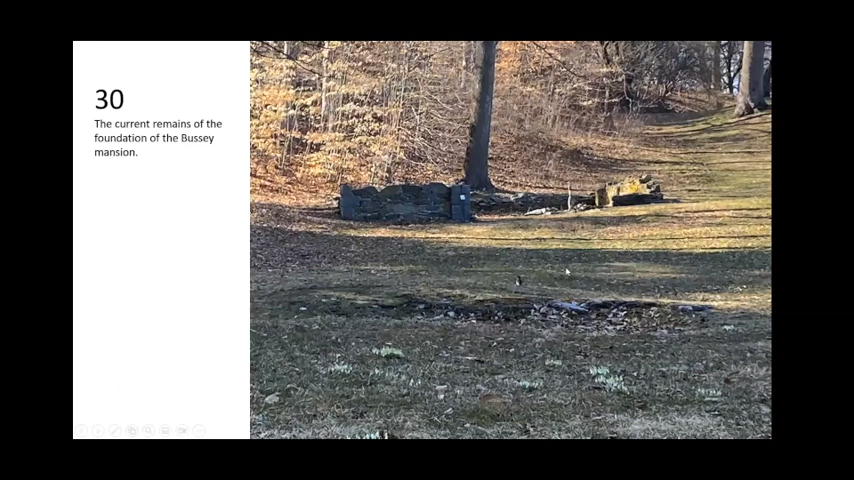 30
The current remains of the
foundation of the Bussey
mansion.